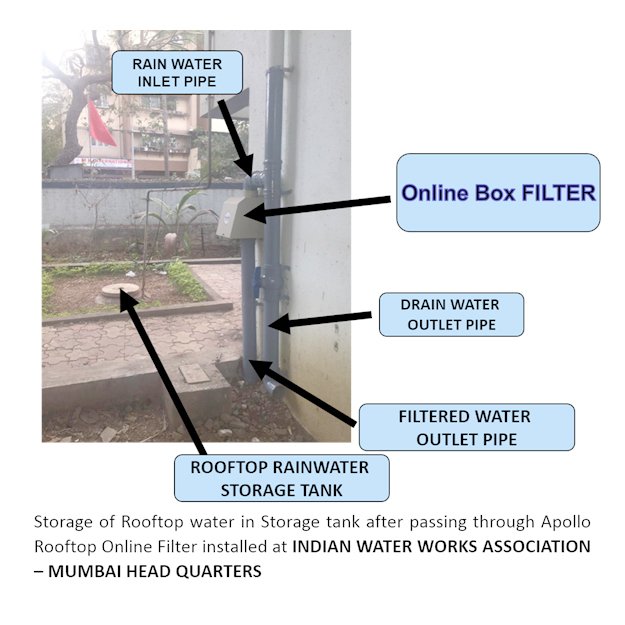 RAIN WATER
INLET PIPE
Online Box FILTER
DRAIN WATER
OUTLET PIPE
FILTERED WATER
OUTLET PIPE
ROOFTOP RAINWATER
STORAGE TANK
Storage of Rooftop water in Storage tank after passing through Apollo
Rooftop Online Filter installed at INDIAN WATER WORKS ASSOCIATION
– MUMBAI HEAD QUARTERS